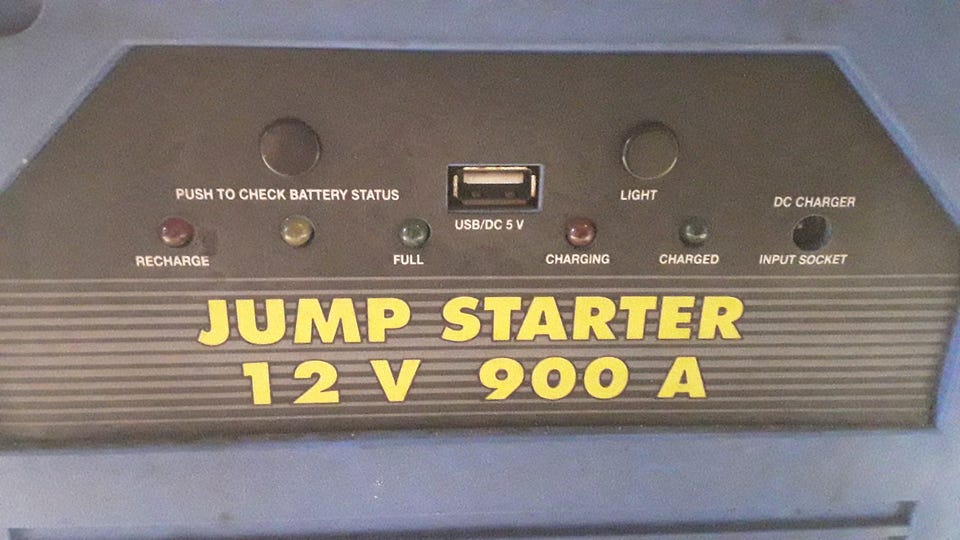 PUSH TO CHECK BATTERY STATUS
LIGHT
DC CHARGER
USB/DC 5 V
RECHARGE
FULL
CHARGING
CHARGED
INPUT SOCKET
JUMP STARTER
12 V 900 A